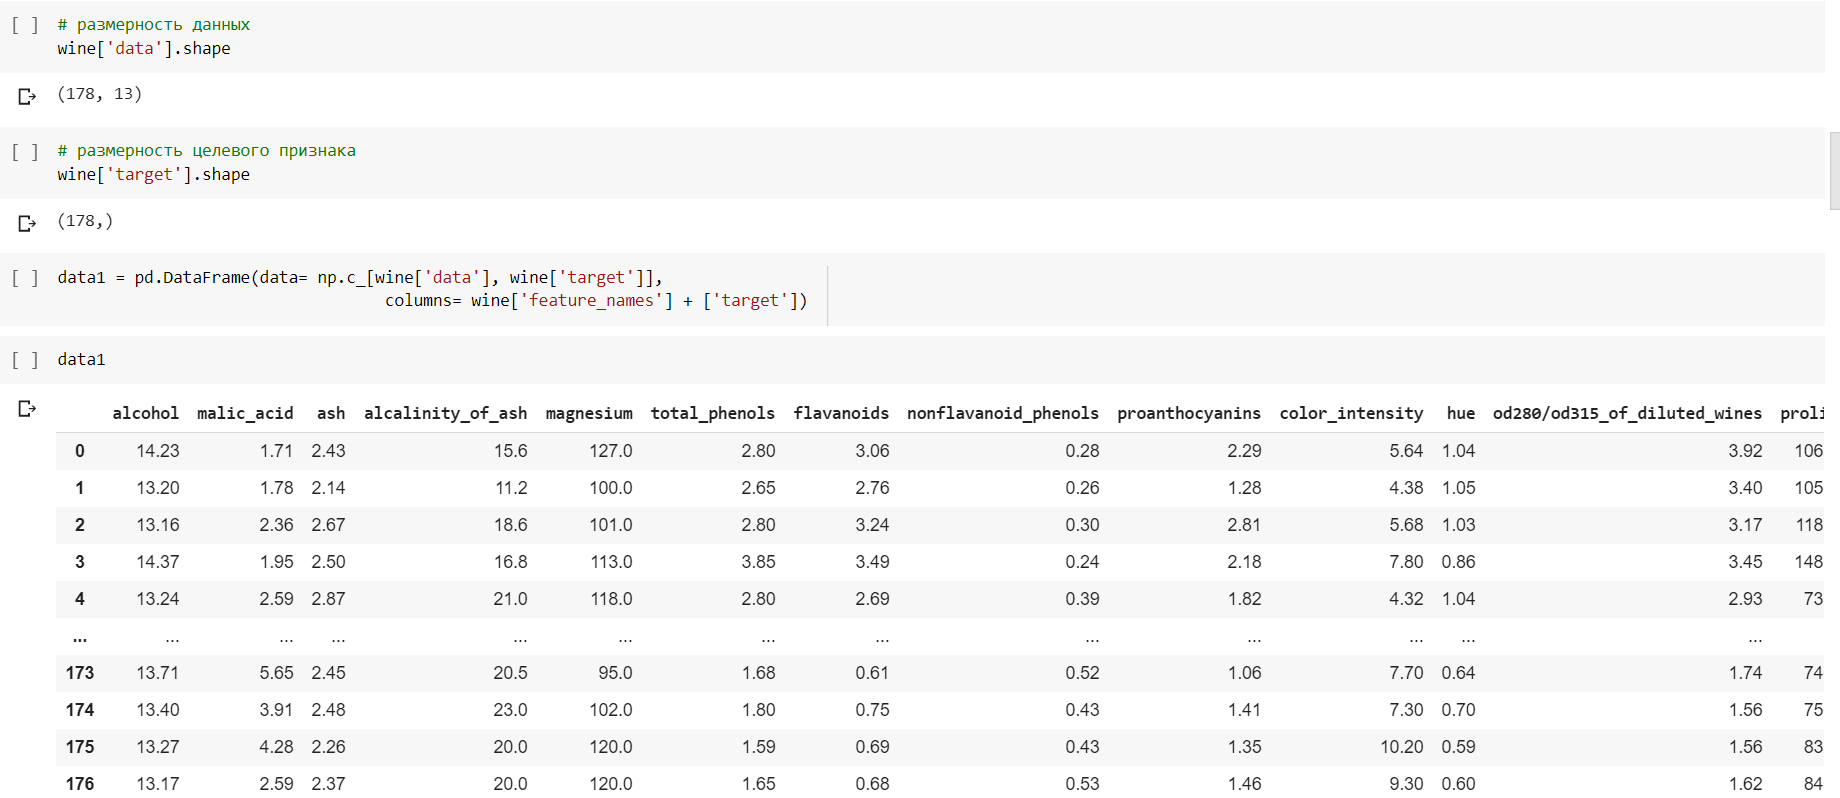 [ ] # размерность данных
wine['data'].shape
(178, 13)
[ ] # размерность целевого признака
wine['target'].shape
(178,)
[ ] data1 = pd.DataFrame(data= np.c_[wine['data'], wine['target']],
columns= wine['feature_names'] + ['target'])
[ ] data1
alcohol malic_acid ash alcalinity_of_ash magnesium total_phenols flavanoids nonflavanoid_phenols proanthocyanins color_intensity hue od280/od315_of_diluted_wines proli
0 14.23 1.71 2.43 15.6 127.0 2.80 3.06 0.28 2.29 5.64 1.04 3.92 106
1 13.20 1.78 2.14 11.2 100.0 2.65 2.76 0.26 1.28 4.38 1.05 3.40 105
2 13.16 2.36 2.67 18.6 101.0 2.80 3.24 0.30 2.81 5.68 1.03 3.17 118
3 14.37 1.95 2.50 16.8 113.0 3.85 3.49 0.24 2.18 7.80 0.86 3.45 148
4 13.24 2.59 2.87 21.0 118.0 2.80 2.69 0.39 1.82 4.32 1.04 2.93 73
... ... ... ... ... ... ... ... ... ... ... ... ...
173 13.71 5.65 2.45 20.5 95.0 1.68 0.61 0.52 1.06 7.70 0.64 1.74 74
174 13.40 3.91 2.48 23.0 102.0 1.80 0.75 0.43 1.41 7.30 0.70 1.56 75
175 13.27 4.28 2.26 20.0 120.0 1.59 0.69 0.43 1.35 10.20 0.59 1.56 83
176 13.17 2.59 2.37 20.0 120.0 1.65 0.68 0.53 1.46 9.30 0.60 1.62 84